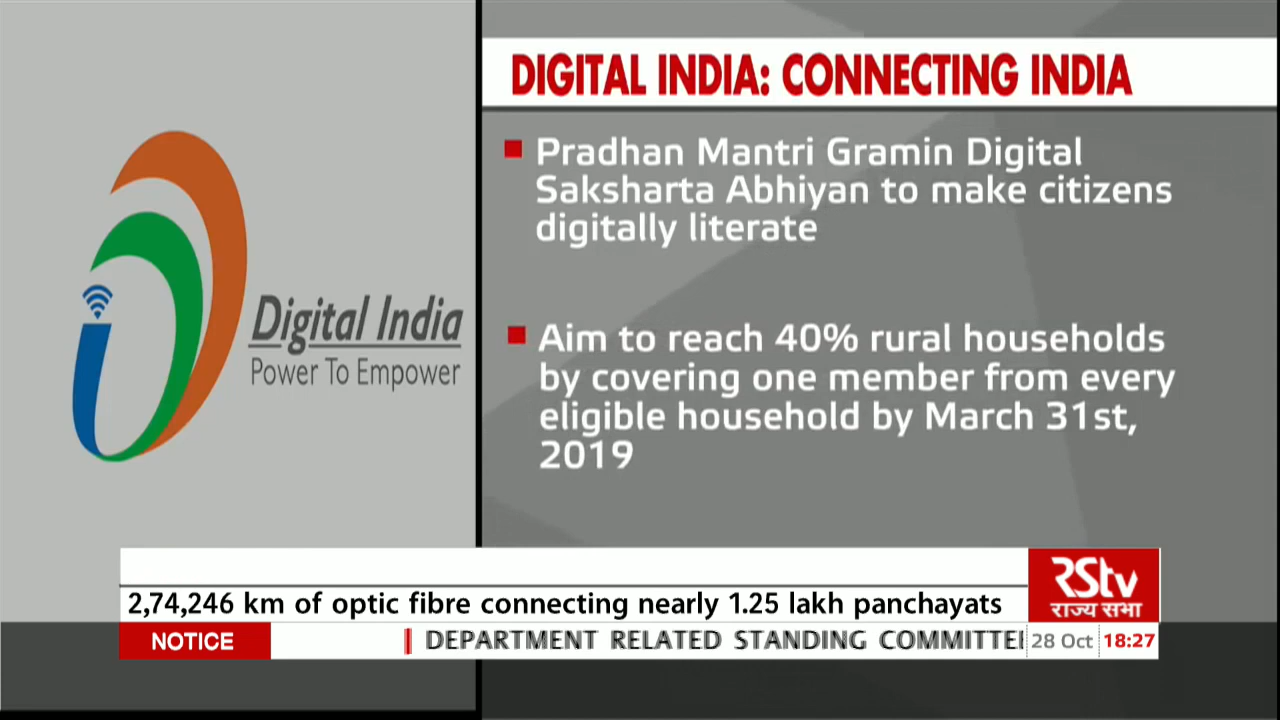 DIGITAL INDIA: CONNECTING INDIA
Pradhan Mantri Gramin Digital
Saksharta Abhiyan to make citizens
digitally literate
Digital India
Power To Empower
Aim to reach 40% rural households
by covering one member from every
eligible household by March 31st,
2019
2,74,246 km of optic fibre connecting nearly 1.25 lakh panchayats
RStv
राज्य सभा
NOTICE
DEPARTMENT RELATED STANDING
28 Oct
18:27